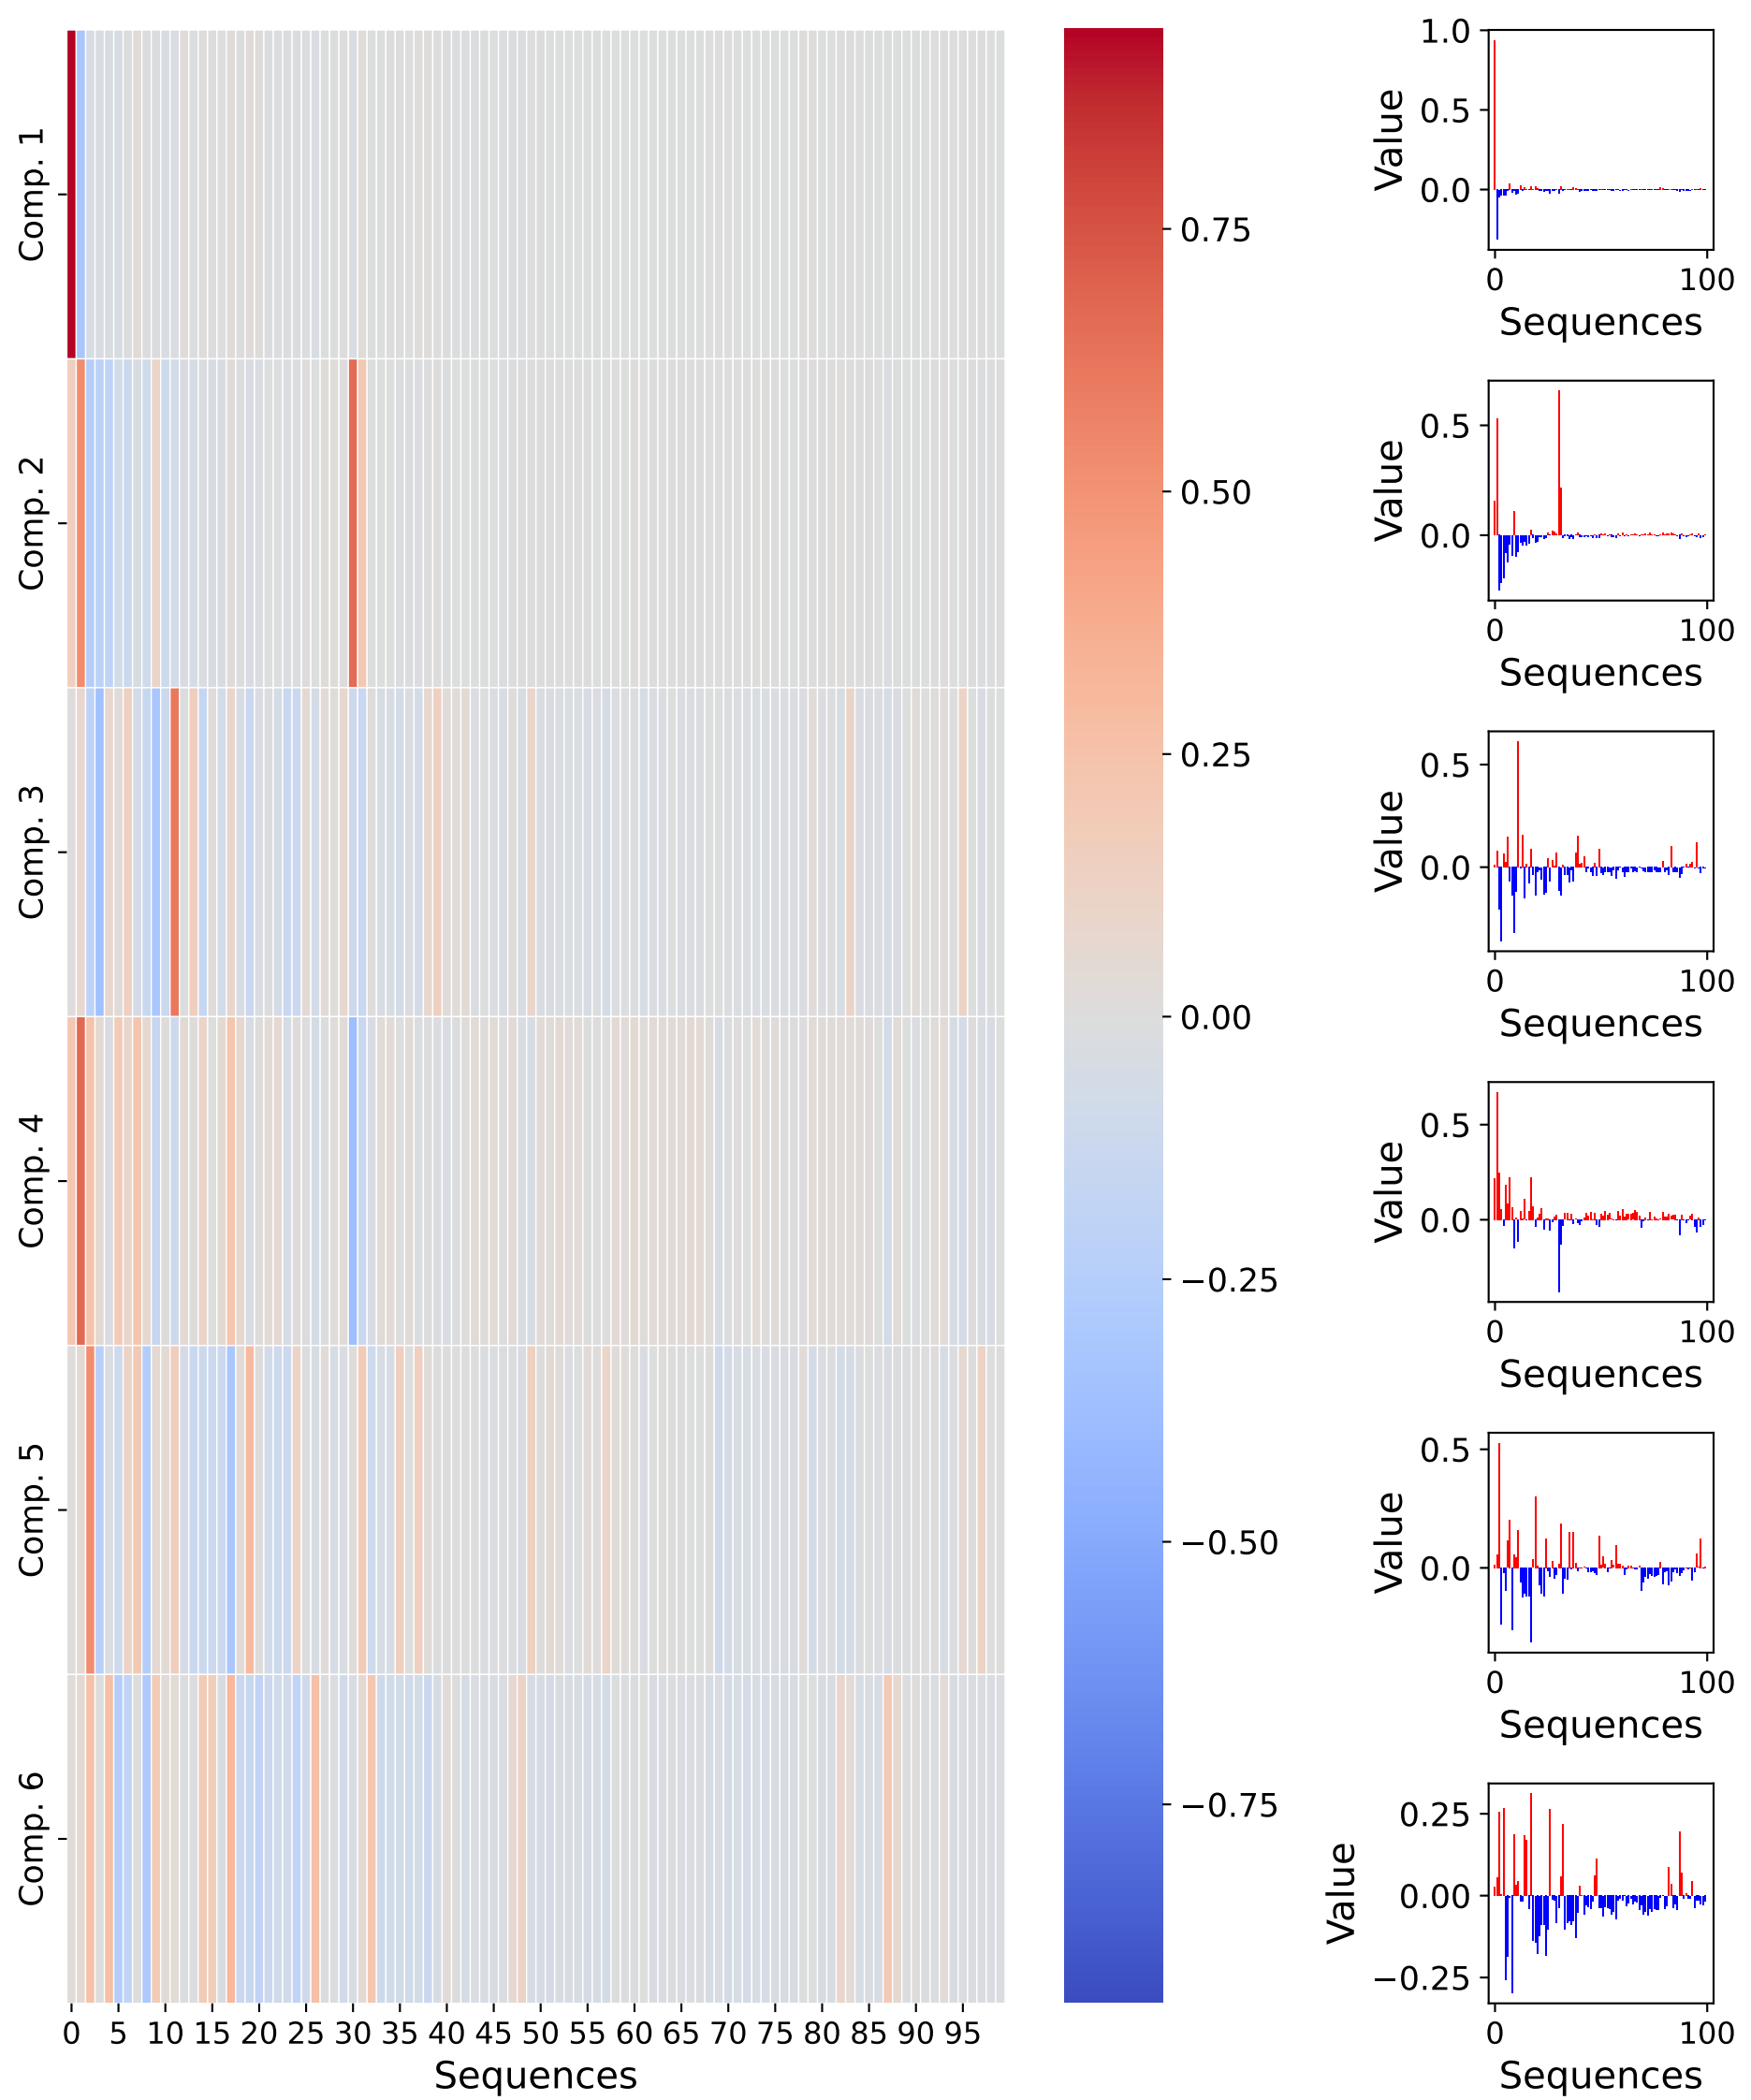 Comp. 1
Comp. 2
Comp. 3
Comp. 4
Comp. 5
Comp. 6
0 5 10 15 20 25 30 35 40 45 50 55 60 65 70 75 80 85 90 95
Sequences
0.75
0.50
0.25
0.00
−0.25
−0.50
−0.75
1.0
0.5
0.0
Value
0 100
Sequences
0.5
0.0
Value
0 100
Sequences
0.5
0.0
Value
0 100
Sequences
0.5
0.0
Value
0 100
Sequences
0.5
0.0
Value
0 100
Sequences
0.25
0.00
−0.25
Value
0 100
Sequences